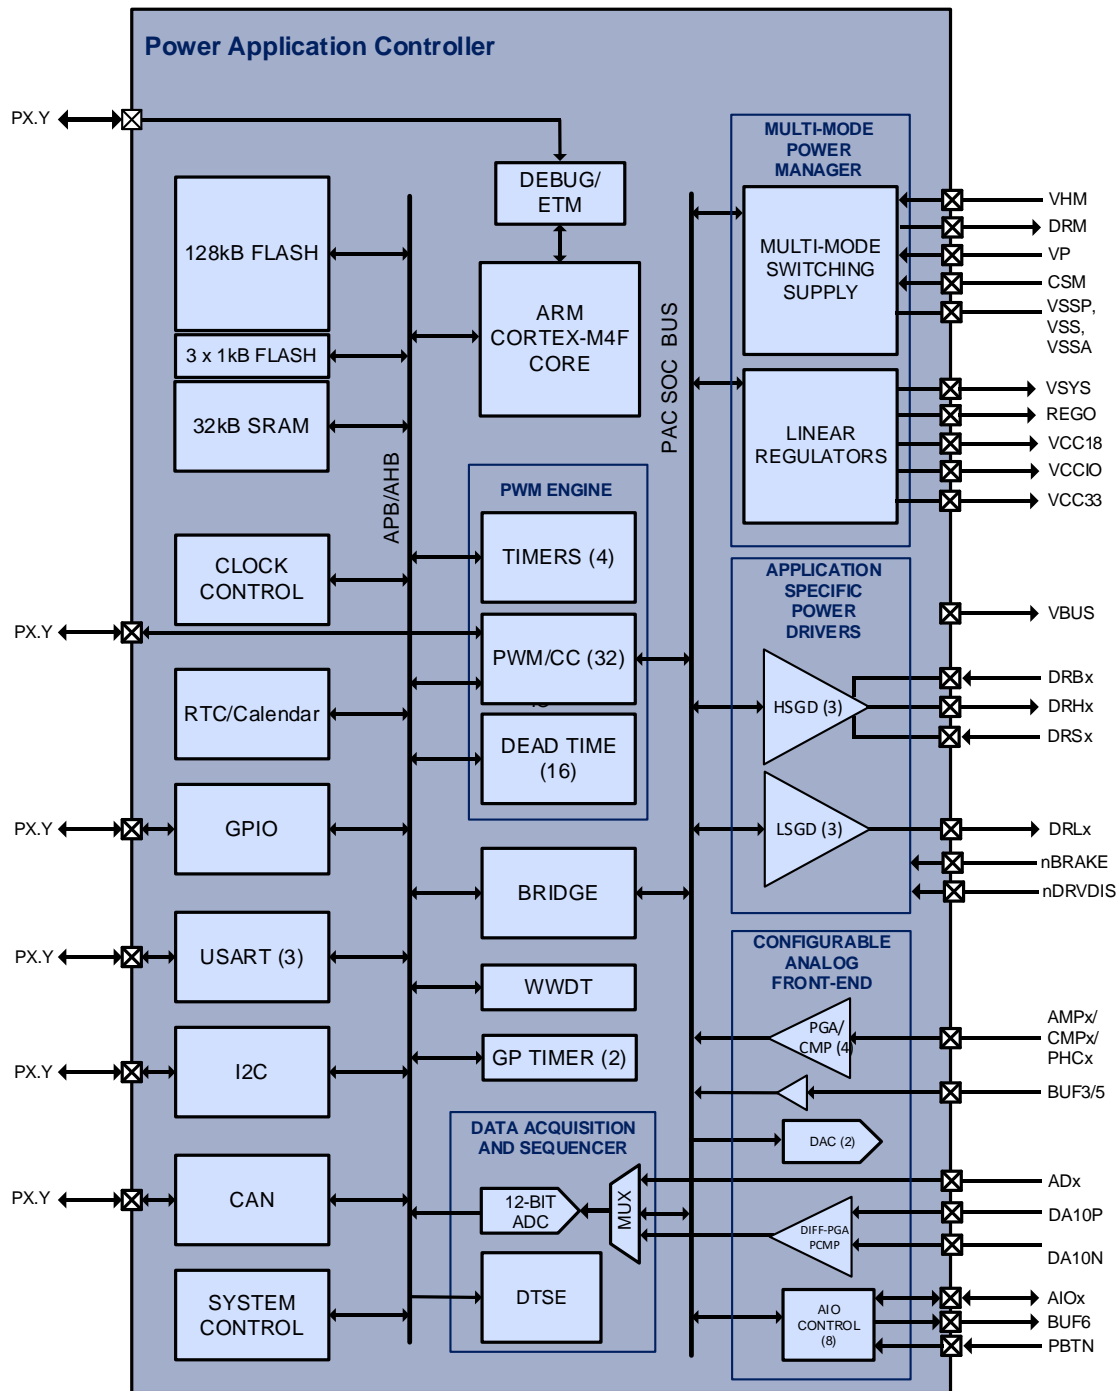 Power Application Controller
PX.Y
128kB FLASH
3 x 1kB FLASH
32kB SRAM
CLOCK
CONTROL
PX.Y
RTC/Calendar
PX.Y
GPIO
PX.Y
USART (3)
PX.Y
I2C
PX.Y
CAN
SYSTEM
CONTROL
APB/AHB
DEBUG/
ETM
ARM
CORTEX-M4F
CORE
PWM ENGINE
TIMERS (4)
PWM/CC (32)
DEAD TIME
(16)
BRIDGE
WWDT
GP TIMER (2)
DATA ACQUISITION
AND SEQUENCER
12-BIT
ADC
MUX
DTSE
PAC SOC BUS
MULTI-MODE
POWER
MANAGER
MULTI-MODE
SWITCHING
SUPPLY
LINEAR
REGULATORS
APPLICATION
SPECIFIC
POWER
DRIVERS
HSGD (3)
LSGD (3)
CONFIGURABLE
ANALOG
FRONT-END
PGA/
CMP (4)
DAC (2)
DIFF-PGA
PCMP
AIO
CONTROL
(8)
VHM
DRM
VP
CSM
VSSP,
VSS,
VSSA
VSYS
REGO
VCC18
VCCIO
VCC33
VBUS
DRBx
DRHx
DRSx
DRLx
nBRAKE
nDRVDIS
AMPx/
CMPx/
PHCx
BUF3/5
ADx
DA10P
DA10N
AIOx
BUF6
PBTN